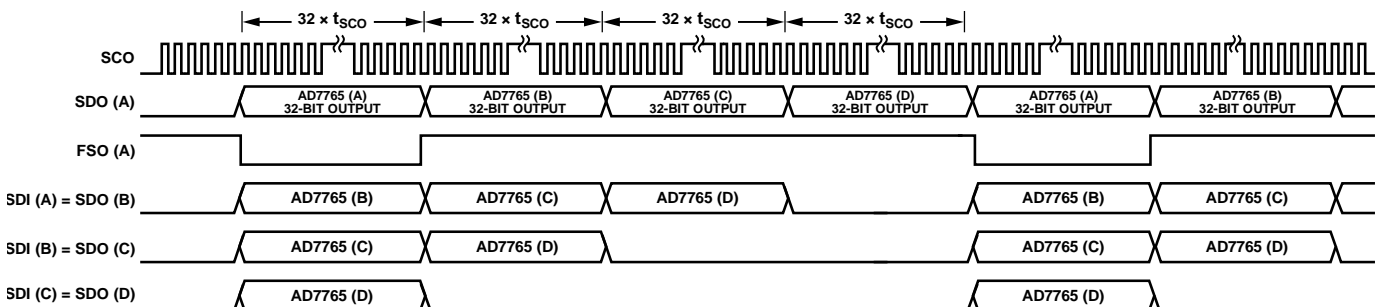 32 × tSCO 32 × tSCO 32 × tSCO 32 × tSCO
SCO
SDO (A) AD7765 (A) 32-BIT OUTPUT AD7765 (B) 32-BIT OUTPUT AD7765 (C) 32-BIT OUTPUT AD7765 (D) 32-BIT OUTPUT AD7765 (A) 32-BIT OUTPUT AD7765 (B) 32-BIT OUTPUT
FSO (A)
SDI (A) = SDO (B) AD7765 (B) AD7765 (C) AD7765 (D) AD7765 (B) AD7765 (C)
SDI (B) = SDO (C) AD7765 (C) AD7765 (D) AD7765 (C) AD7765 (D)
SDI (C) = SDO (D) AD7765 (D) AD7765 (D)